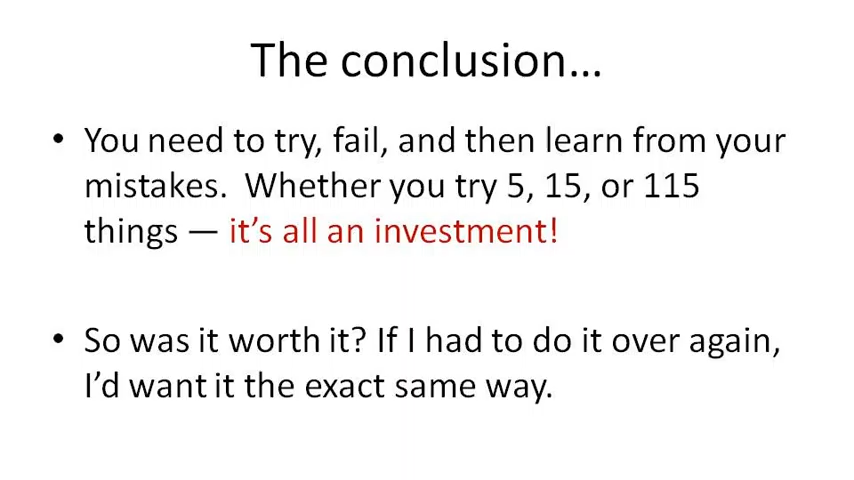 The conclusion...
• You need to try, fail, and then learn from your
mistakes.  Whether you try 5, 15, or 115
things — it’s all an investment!
• So was it worth it? If I had to do it over again,
I’d want it the exact same way.